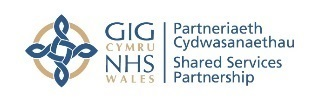 GIG
CYMRU
NHS
WALES
Partneriaeth
Cydwasanaethau
Shared Services
Partnership